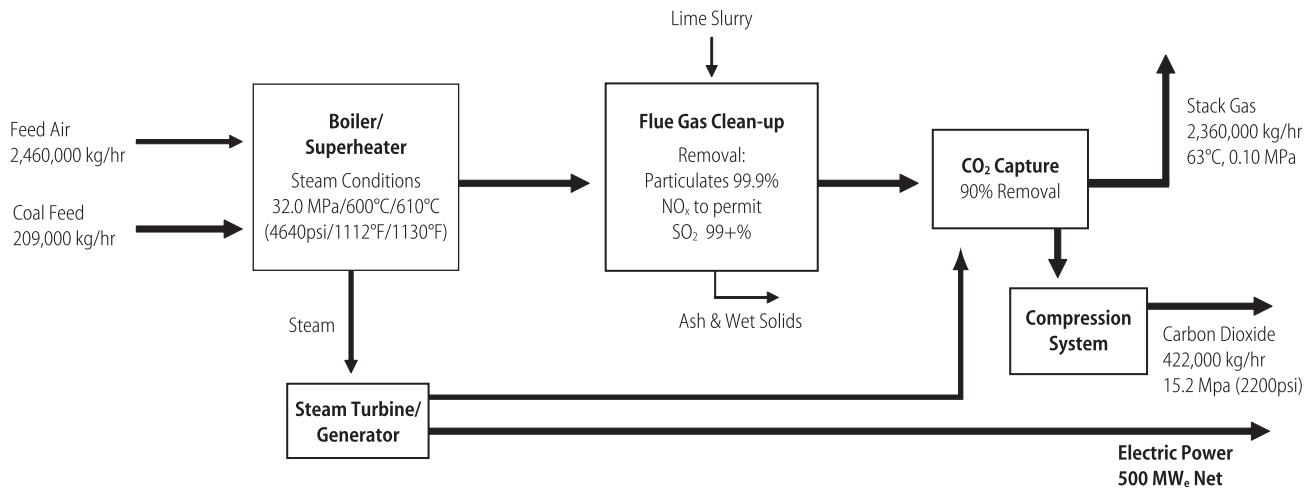 Lime Slurry
Feed Air
2,460,000 kg/hr
Coal Feed
209,000 kg/hr
Boiler/
Superheater
Steam Conditions
32.0 MPa/600°C/610°C
(4640psi/1112°F/1130°F)
Flue Gas Clean-up
Removal:
Particulates 99.9%
NOx to permit
SO2 99+%
CO2 Capture
90% Removal
Stack Gas
2,360,000 kg/hr
63°C, 0.10 MPa
Steam
Ash & Wet Solids
Compression
System
Carbon Dioxide
422,000 kg/hr
15.2 Mpa (2200psi)
Steam Turbine/
Generator
Electric Power
500 MWe Net